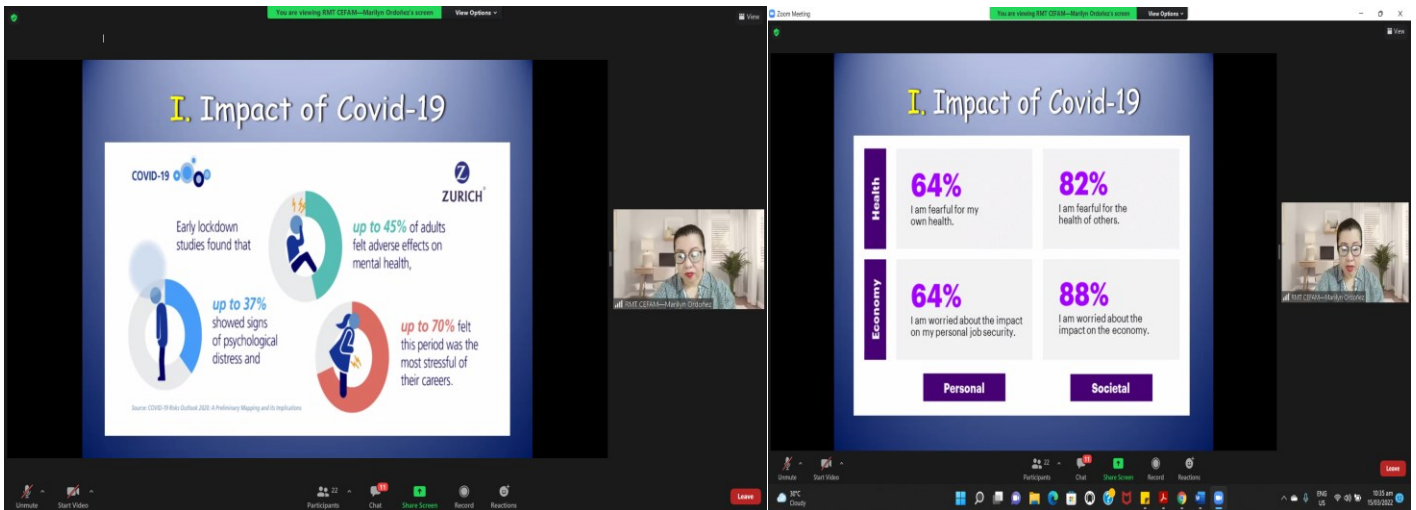 You are viewing RMT CEFAM—Marilyn Ordoñez's screen
View Options
View
I. Impact of Covid-19
COVID-19
Z
ZURICH®
Early lockdown
studies found that
up to 45% of adults
felt adverse effects on
mental health,
up to 37%
showed signs
of psychological
distress and
up to 70% felt
this period was the
most stressful of
their careers.
Source: COVID-19 Risks Outlook 2020: A Preliminary Mapping and its Implications
RMT CEFAM—Marilyn Ordoñez
Unmute
Start Video
22
Participants
11
Chat
Share Screen
Record
Reactions
Leave
Zoom Meeting
You are viewing RMT CEFAM—Marilyn Ordoñez's screen
View Options
View
I. Impact of Covid-19
Health
64%
I am fearful for my
own health.
82%
I am fearful for the
health of others.
Economy
64%
I am worried about the impact
on my personal job security.
88%
I am worried about the
impact on the economy.
Personal
Societal
RMT CEFAM—Marilyn Ordoñez
Unmute
Start Video
22
Participants
11
Chat
Share Screen
Record
Reactions
Leave
30°C
Cloudy
ENG
US
10:35 am
15/03/2022